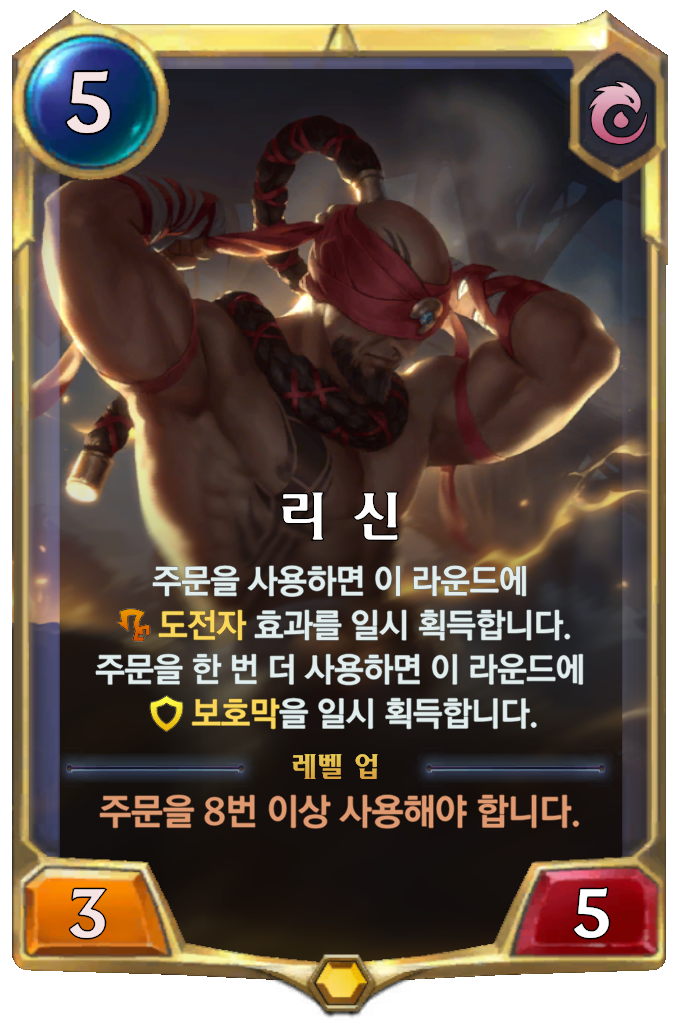 5
리 신
주문을 사용하면 이 라운드에
도전자 효과를 일시 획득합니다.
주문을 한 번 더 사용하면 이 라운드에
보호막을 일시 획득합니다.
레벨 업
주문을 8번 이상 사용해야 합니다.
3
5